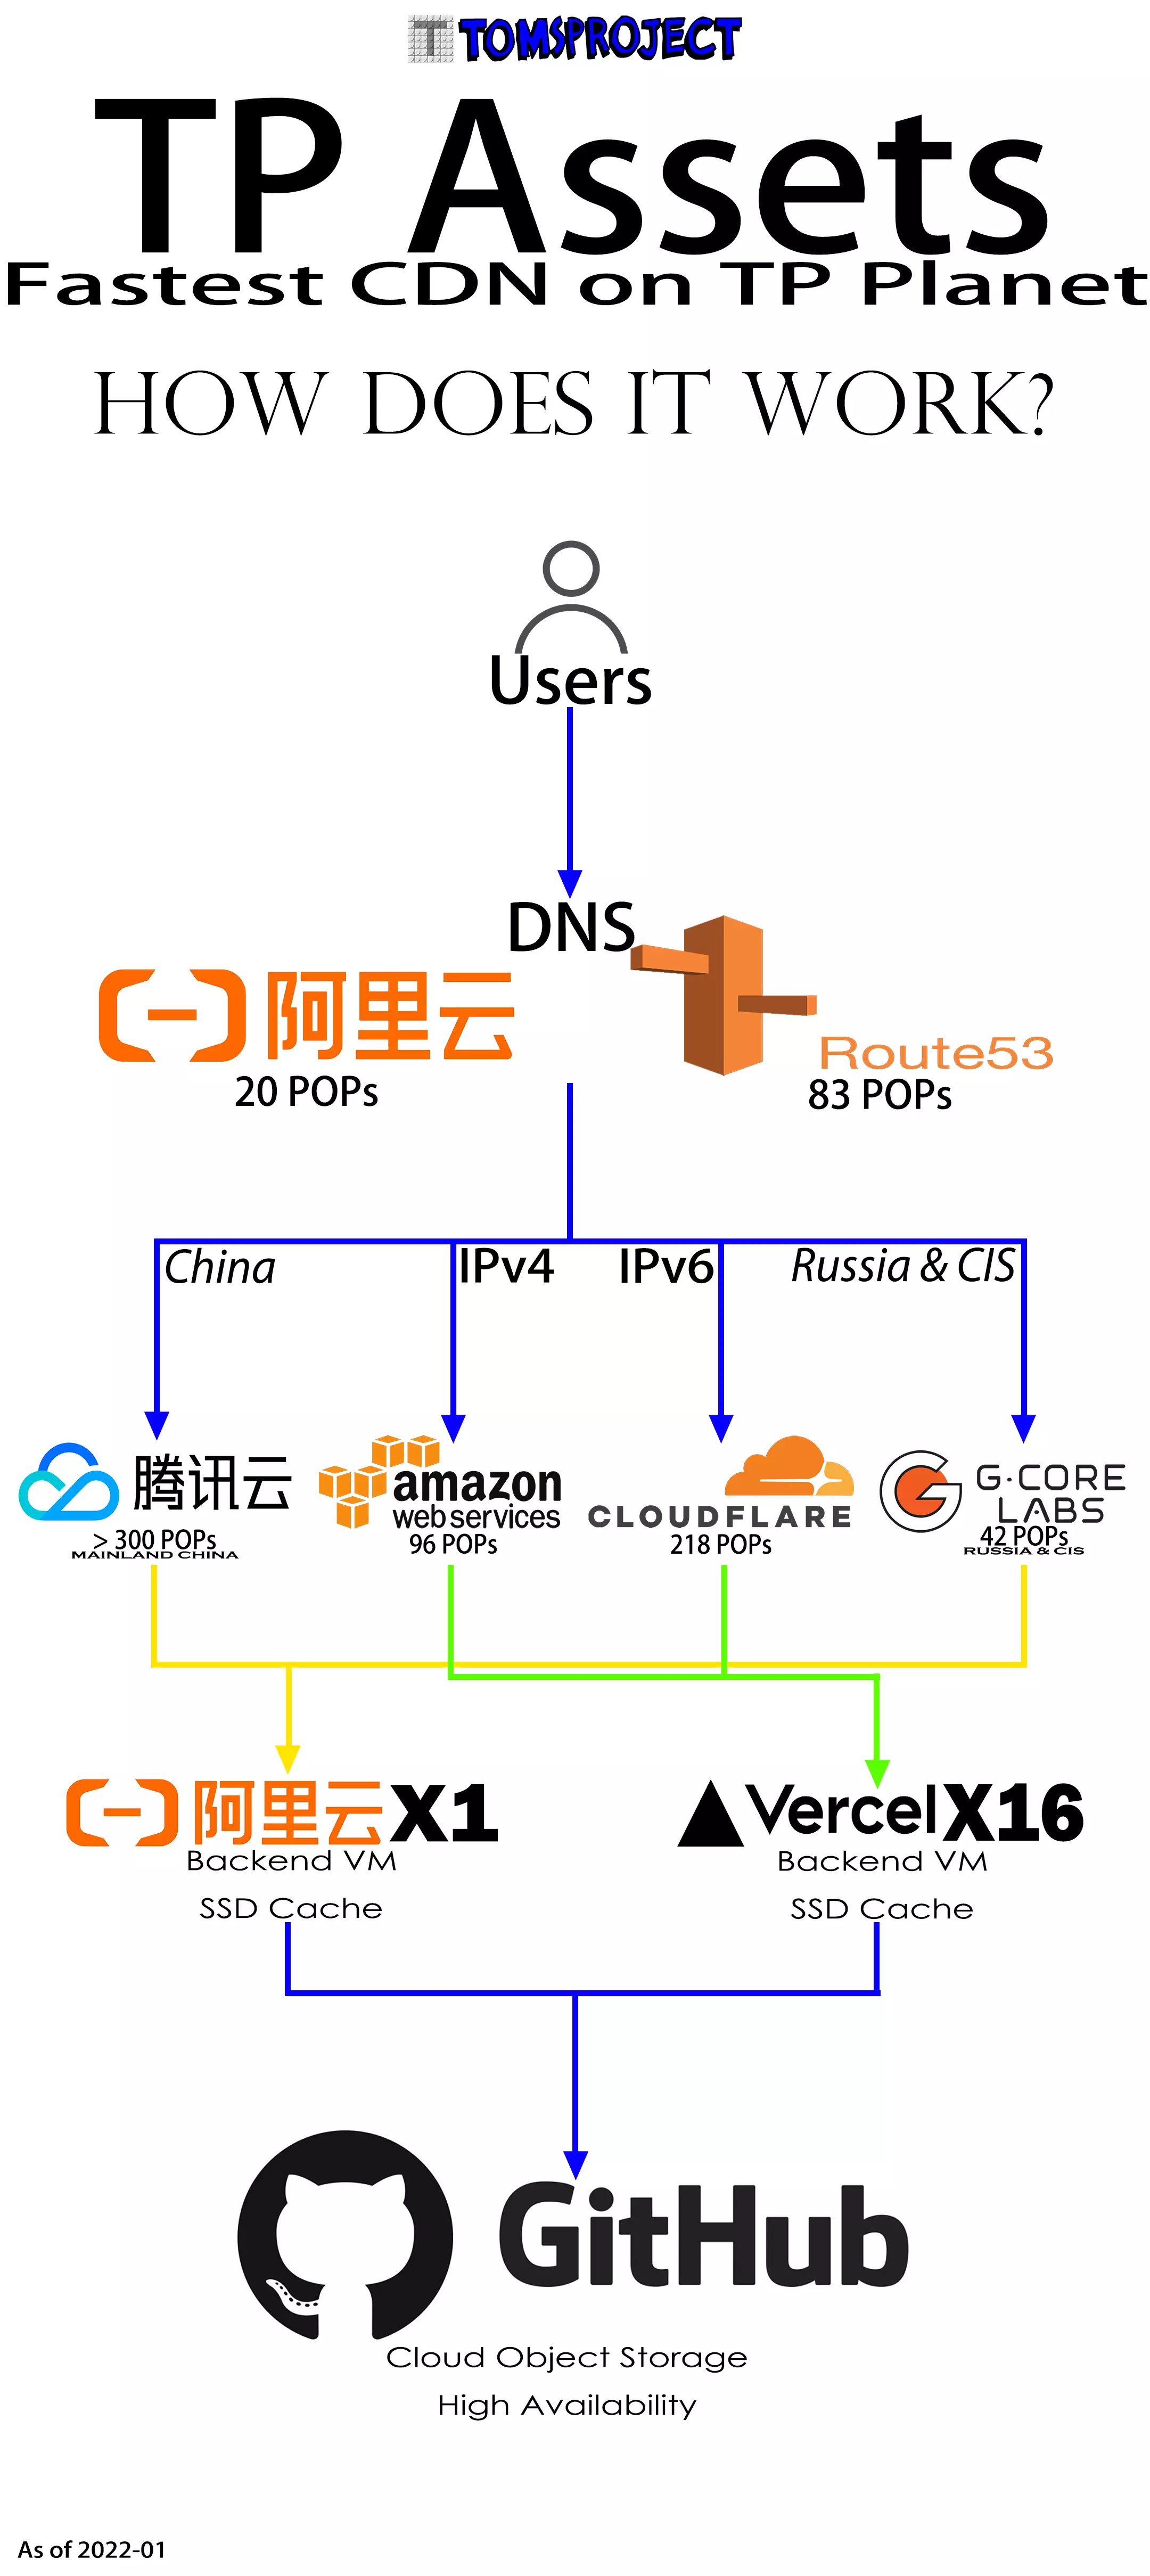 T TOMSPROJECT
TP Assets
Fastest CDN on TP Planet
HOW DOES IT WORK?
Users
DNS
阿里云
Route53
20 POPs
83 POPs
China
IPv4
IPv6
Russia & CIS
腾讯云
amazon
web services
CLOUDFLARE
G·CORE
LABS
> 300 POPs
MAINLAND CHINA
96 POPs
218 POPs
42 POPs
RUSSIA & CIS
阿里云 X1
Vercel X16
Backend VM
Backend VM
SSD Cache
SSD Cache
GitHub
Cloud Object Storage
High Availability
As of 2022-01